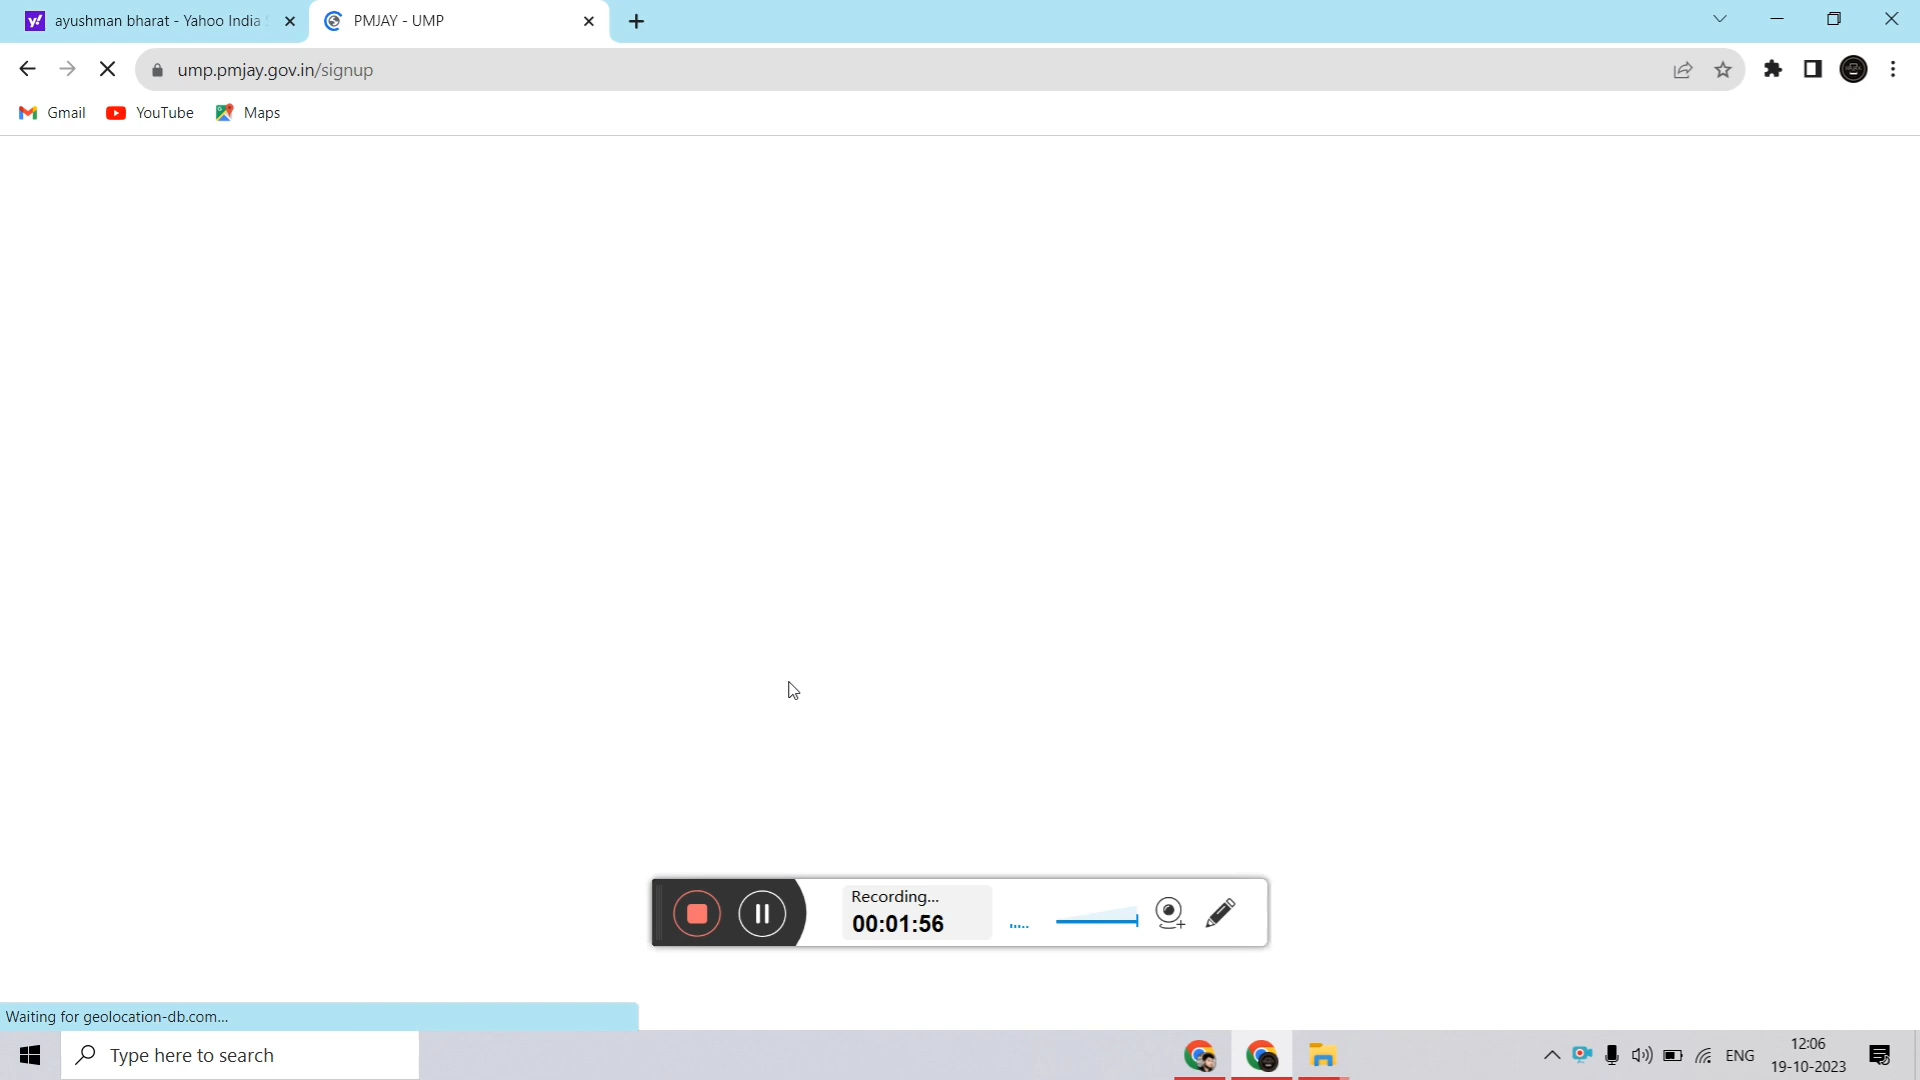 ayushman bharat - Yahoo India
PMJAY - UMP
ump.pmjay.gov.in/signup
Gmail
YouTube
Maps
Recording...
00:01:56
Waiting for geolocation-db.com...
Type here to search
ENG
12:06
19-10-2023